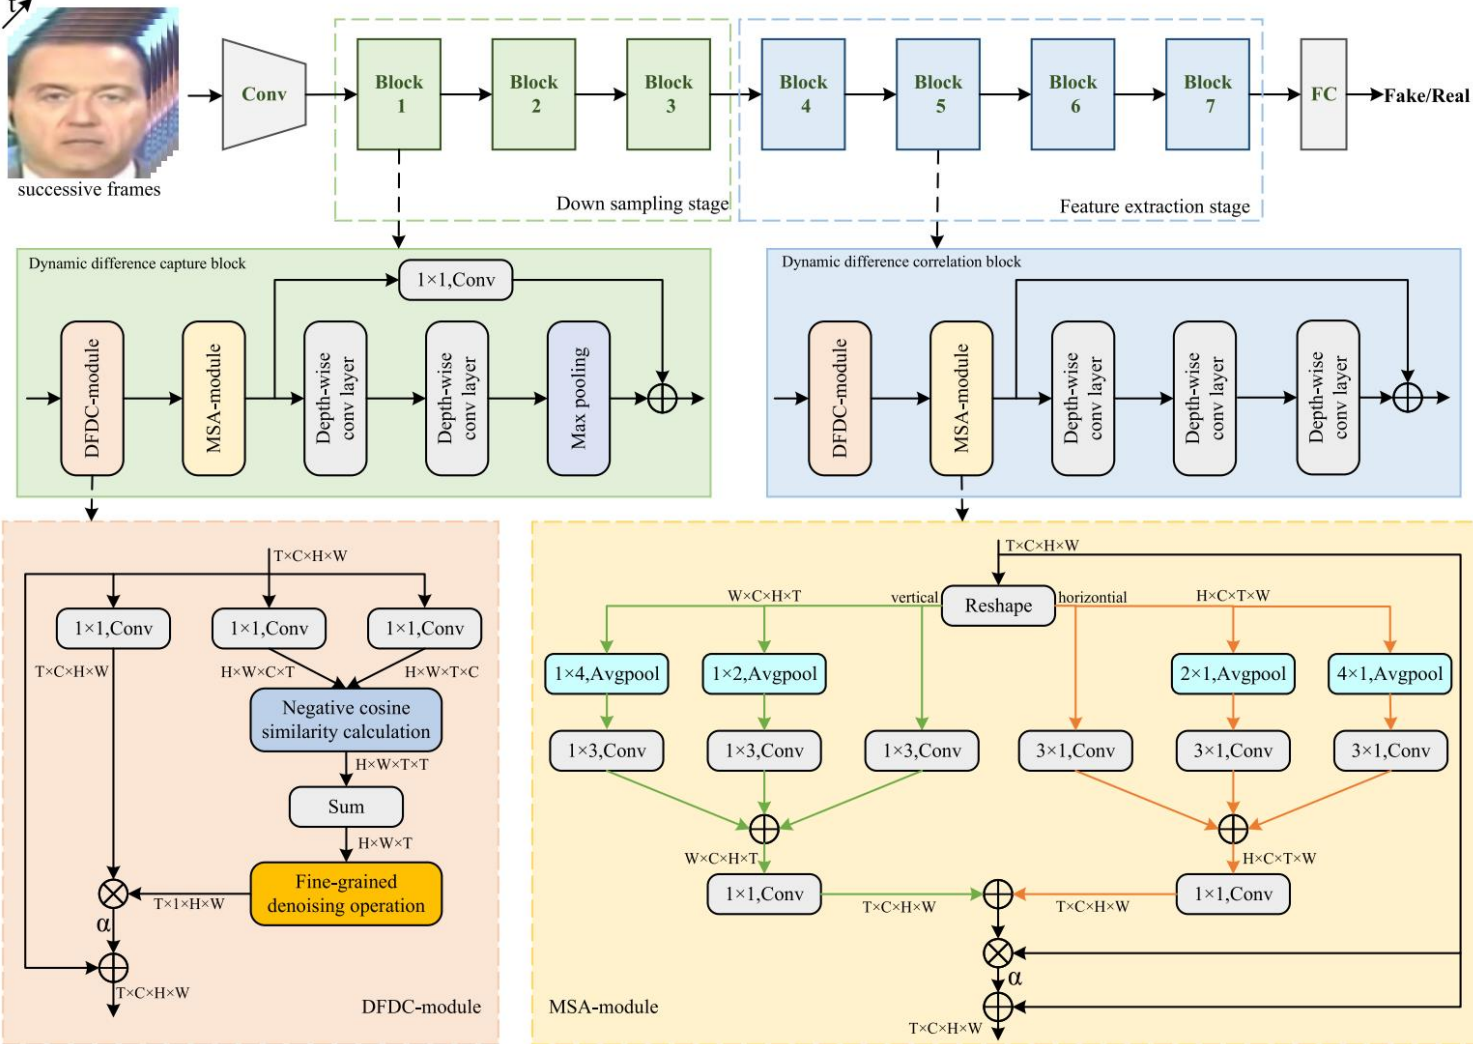 t
Conv
Block
1
Block
2
Block
3
Block
4
Block
5
Block
6
Block
7
FC
Fake/Real
successive frames
Down sampling stage
Feature extraction stage
Dynamic difference capture block
1×1,Conv
DFDC-module
MSA-module
Depth-wise
conv layer
Depth-wise
conv layer
Max pooling
Dynamic difference correlation block
DFDC-module
MSA-module
Depth-wise
conv layer
Depth-wise
conv layer
Depth-wise
conv layer
T×C×H×W
1×1,Conv
1×1,Conv
1×1,Conv
T×C×H×W
H×W×C×T
H×W×T×C
Negative cosine
similarity calculation
H×W×T×T
Sum
H×W×T
Fine-grained
denoising operation
T×1×H×W
α
T×C×H×W
DFDC-module
T×C×H×W
Reshape
W×C×H×T
vertical
horizontial
H×C×T×W
1×4,Avgpool
1×2,Avgpool
2×1,Avgpool
4×1,Avgpool
1×3,Conv
1×3,Conv
1×3,Conv
3×1,Conv
3×1,Conv
3×1,Conv
W×C×H×T
H×C×T×W
1×1,Conv
1×1,Conv
T×C×H×W
T×C×H×W
α
T×C×H×W
MSA-module